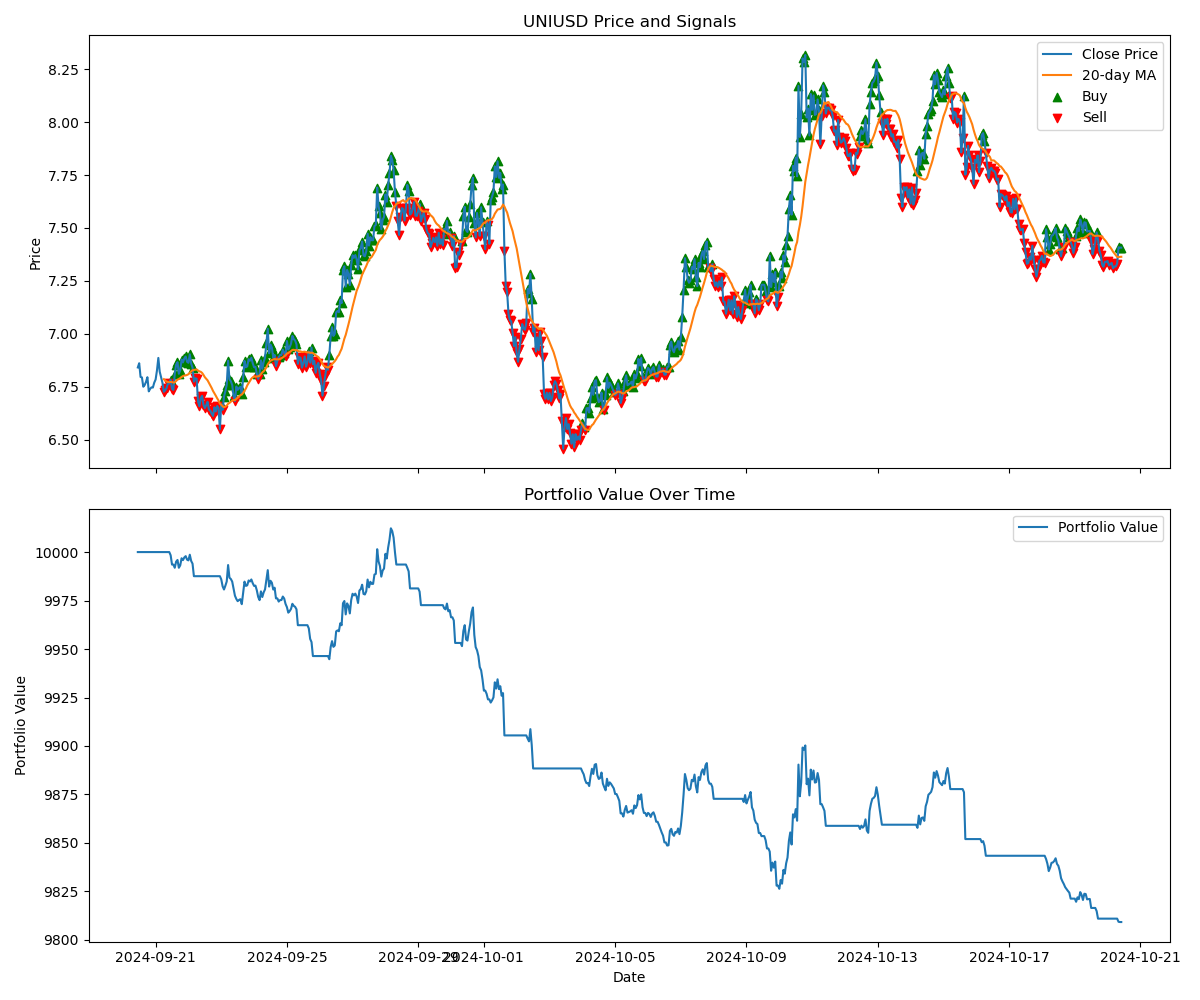 UNIUSD Price and Signals
Price
8.25
8.00
7.75
7.50
7.25
7.00
6.75
6.50
Close Price
20-day MA
Buy
Sell
Portfolio Value Over Time
Portfolio Value
10000
9975
9950
9925
9900
9875
9850
9825
9800
Portfolio Value
2024-09-21
2024-09-25
2024-09-29
2024-10-01
2024-10-05
2024-10-09
2024-10-13
2024-10-17
2024-10-21
Date